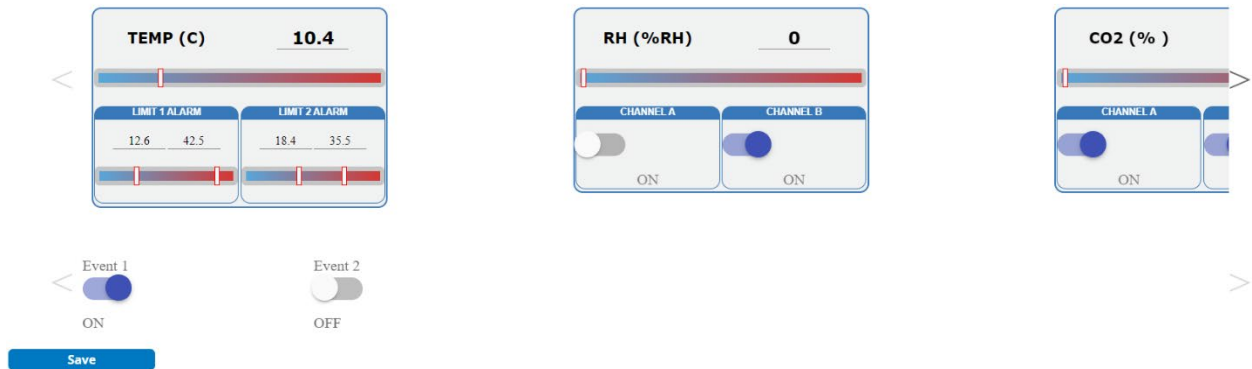 TEMP (C) 10.4
LIMIT 1 ALARM LIMIT 2 ALARM
12.6 42.5 18.4 35.5
RH (%RH) 0
CHANNEL A CHANNEL B
ON ON
CO2 (% )
CHANNEL A
ON
Event 1 Event 2
ON OFF
Save